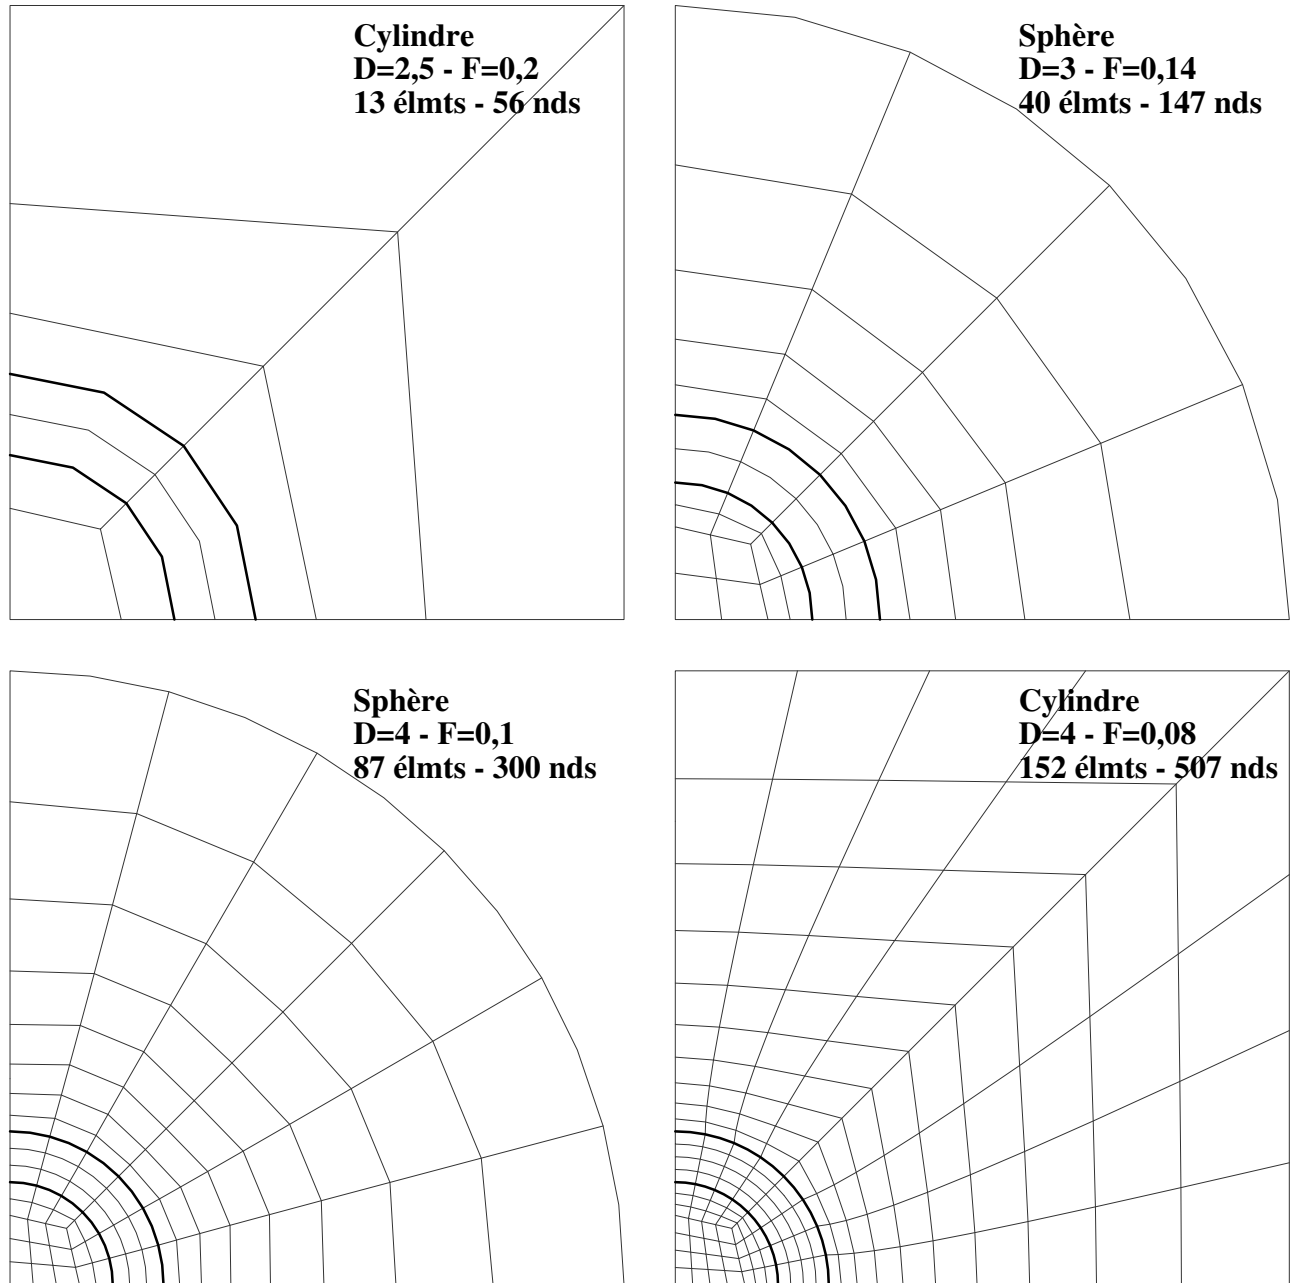 Cylindre
D=2,5 - F=0,2
13 élmts - 56 nds
Sphère
D=3 - F=0,14
40 élmts - 147 nds
Sphère
D=4 - F=0,1
87 élmts - 300 nds
Cylindre
D=4 - F=0,08
152 élmts - 507 nds